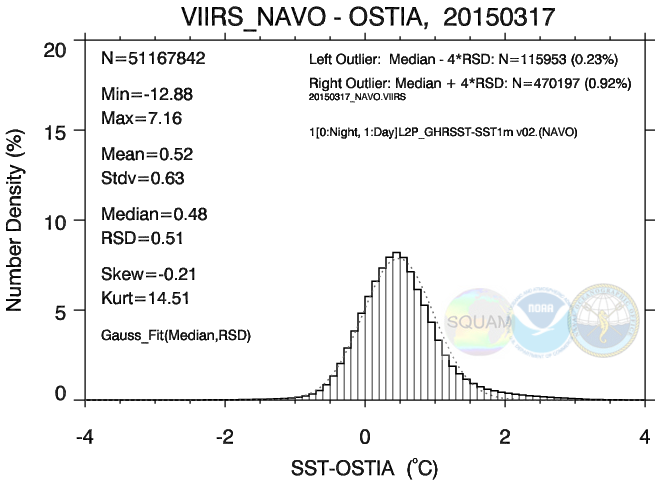 VIIRS_NAVO - OSTIA, 20150317
N=51167842
Left Outlier: Median - 4*RSD: N=115953 (0.23%)
Right Outlier: Median + 4*RSD: N=470197 (0.92%)
20150317_NAVO.VIIRS
Min=-12.88
Max=7.16
1[0:Night, 1:Day]L2P_GHRSST-SST1m v02.(NAVO)
Mean=0.52
Stdv=0.63
Median=0.48
RSD=0.51
Skew=-0.21
Kurt=14.51
Gauss_Fit(Median,RSD)
Number Density (%)
20
15
10
5
0
SQUAM
NOAA
-4 -2 0 2 4
SST-OSTIA (°C)